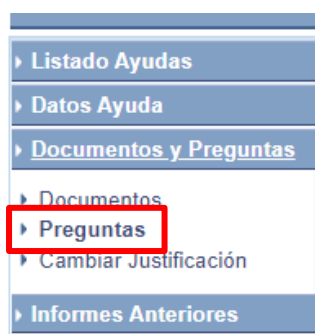 Listado Ayudas
Datos Ayuda
Documentos y Preguntas
Documentos
Preguntas
Cambiar Justificación
Informes Anteriores